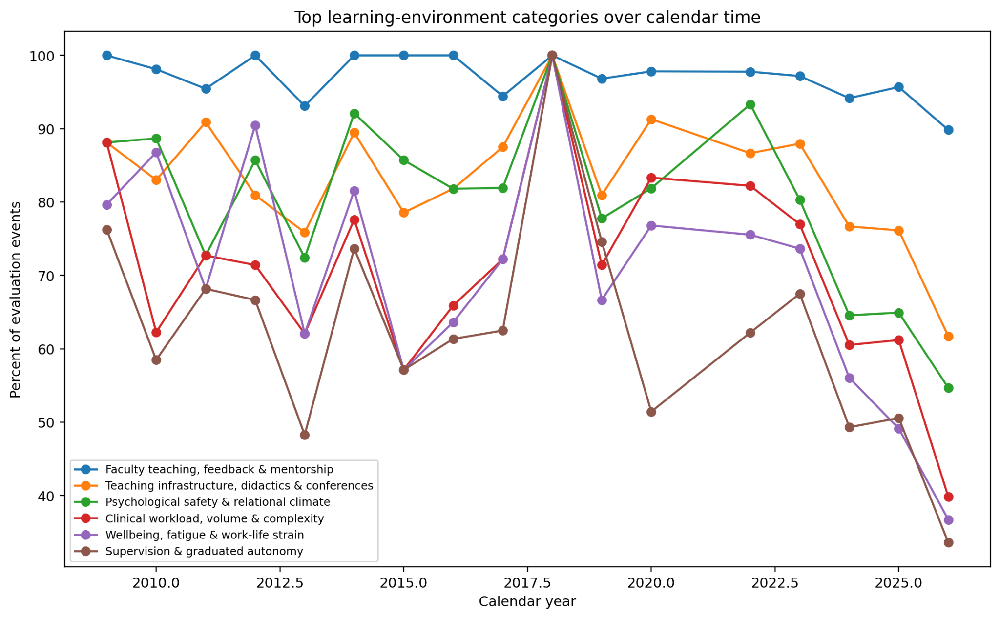 Top learning-environment categories over calendar time
Percent of evaluation events
100
90
80
70
60
50
40
Faculty teaching, feedback & mentorship
Teaching infrastructure, didactics & conferences
Psychological safety & relational climate
Clinical workload, volume & complexity
Wellbeing, fatigue & work-life strain
Supervision & graduated autonomy
2010.0 2012.5 2015.0 2017.5 2020.0 2022.5 2025.0
Calendar year